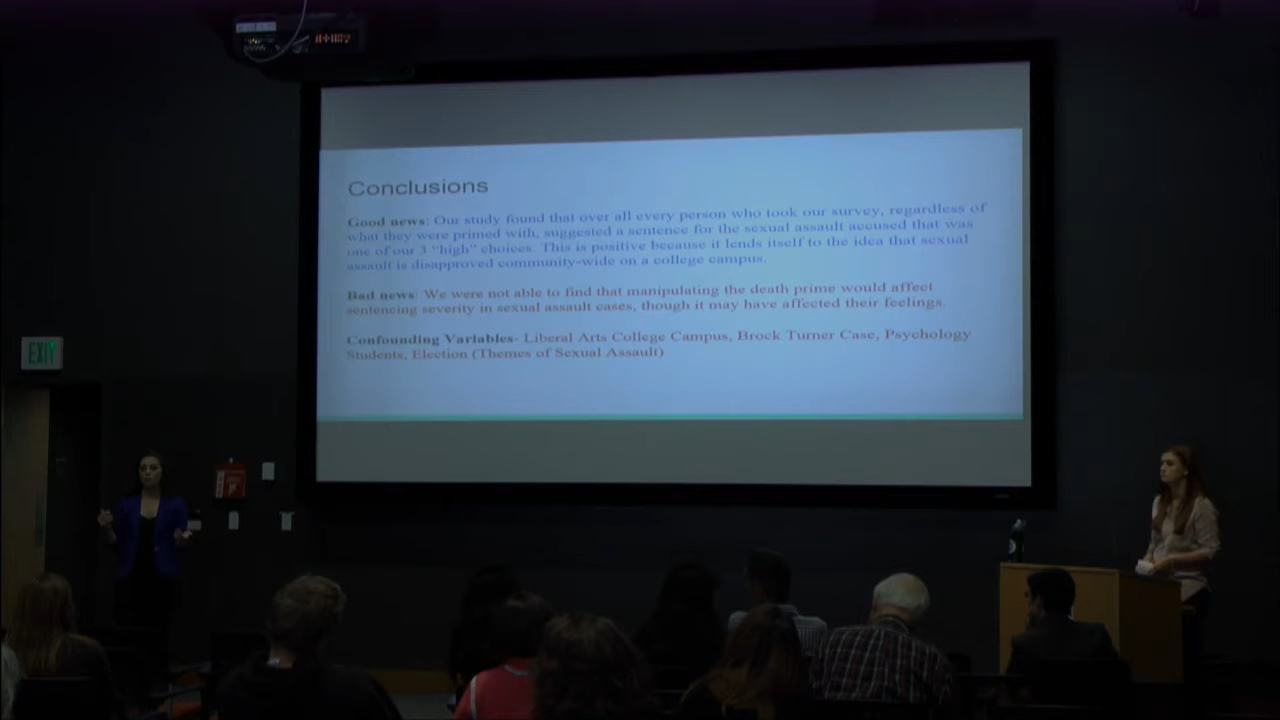 Conclusions
Good news: Our study found that over all every person who took our survey, regardless of
what they were primed with, suggested a sentence for the sexual assault accused that was
one of our 3 "high" choices. This is positive because it lends itself to the idea that sexual
assault is disapproved community-wide on a college campus.
Bad news: We were not able to find that manipulating the death prime would affect
sentencing severity in sexual assault cases, though it may have affected their feelings.
Confounding Variables- Liberal Arts College Campus, Brock Turner Case, Psychology
Students, Election (Themes of Sexual Assault)
EXIT